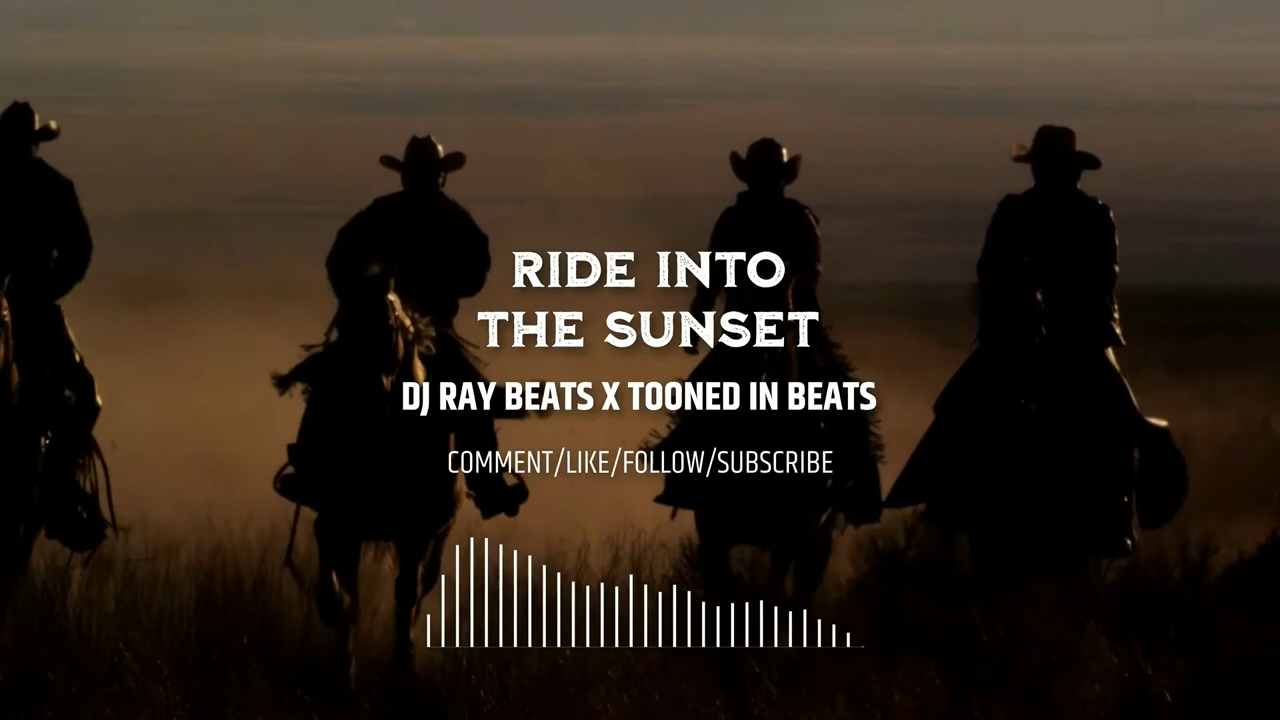 RIDE INTO
THE SUNSET
DJ RAY BEATS X TOONED IN BEATS
COMMENT/LIKE/FOLLOW/SUBSCRIBE